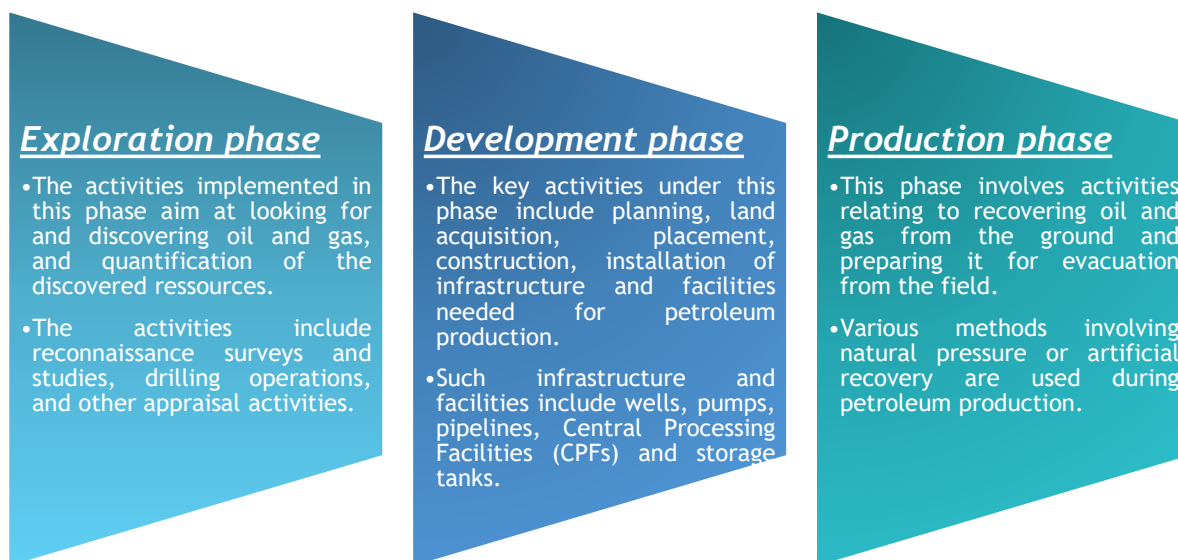 Exploration phase
•The activities implemented in
this phase aim at looking for
and discovering oil and gas,
and quantification of the
discovered ressources.
•The activities include
reconnaissance surveys and
studies, drilling operations,
and other appraisal activities.
Development phase
•The key activities under this
phase include planning, land
acquisition, placement,
construction, installation of
infrastructure and facilities
needed for petroleum
production.
•Such infrastructure and
facilities include wells, pumps,
pipelines, Central Processing
Facilities (CPFs) and storage
tanks.
Production phase
•This phase involves activities
relating to recovering oil and
gas from the ground and
preparing it for evacuation
from the field.
•Various methods involving
natural pressure or artificial
recovery are used during
petroleum production.